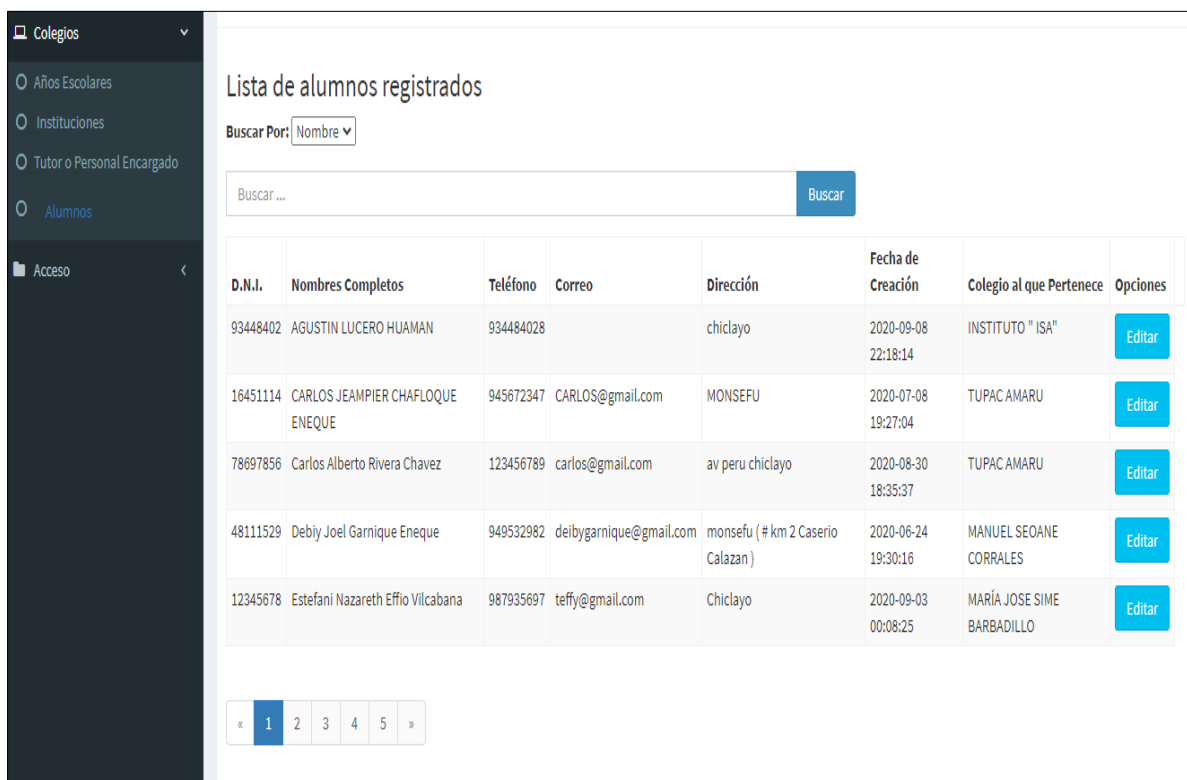 Colegios
Años Escolares
Instituciones
Tutor o Personal Encargado
Alumnos
Acceso
Lista de alumnos registrados
Buscar Por: Nombre
Buscar ... Buscar
D.N.I. Nombres Completos Teléfono Correo Dirección Fecha de Creación Colegio al que Pertenece Opciones
93448402 AGUSTIN LUCERO HUAMAN 934484028 chiclayo 2020-09-08 INSTITUTO " ISA" Editar
22:18:14
16451114 CARLOS JEAMPIER CHAFLOQUE 945672347 CARLOS@gmail.com MONSEFU 2020-07-08 TUPAC AMARU Editar
ENEQUE 19:27:04
78697856 Carlos Alberto Rivera Chavez 123456789 carlos@gmail.com av peru chiclayo 2020-08-30 TUPAC AMARU Editar
18:35:37
48111529 Debiy Joel Garnique Eneque 949532982 deibygarnique@gmail.com monsefu ( # km 2 Caserio 2020-06-24 MANUEL SEOANE Editar
Calazan ) 19:30:16 CORRALES
12345678 Estefani Nazareth Effio Vilcabana 987935697 teffy@gmail.com Chiclayo 2020-09-03 MARÍA JOSE SIME Editar
00:08:25 BARBADILLO
« 1 2 3 4 5 »